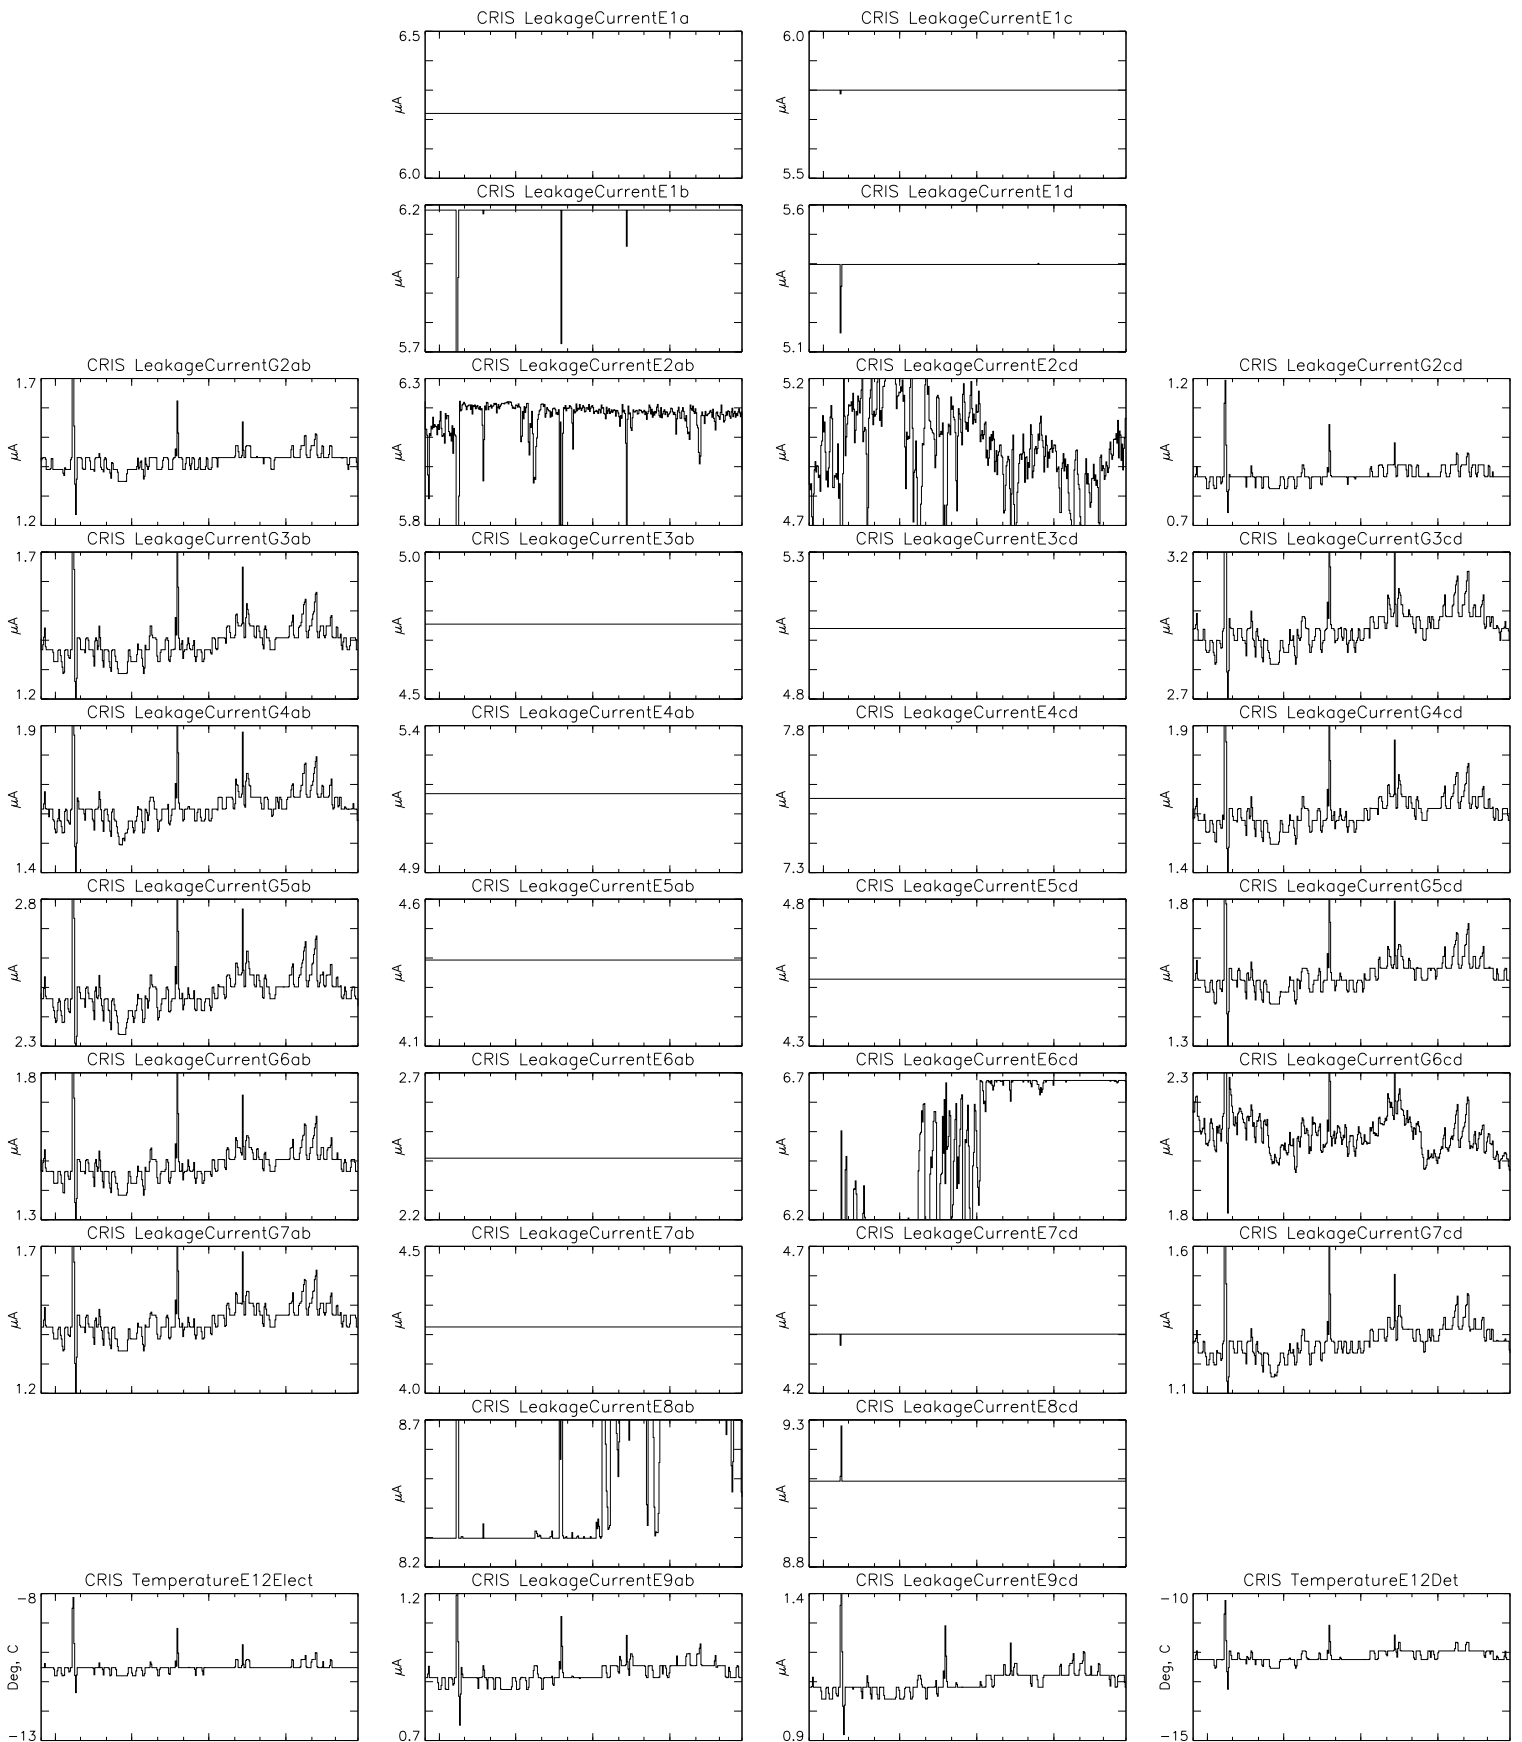 CRIS LeakageCurrentE1a
6.5
μA
6.0
CRIS LeakageCurrentE1c
6.0
μA
5.5
CRIS LeakageCurrentE1b
6.2
μA
5.7
CRIS LeakageCurrentE1d
5.6
μA
5.1
CRIS LeakageCurrentG2ab
1.7
μA
1.2
CRIS LeakageCurrentE2ab
6.3
μA
5.8
CRIS LeakageCurrentE2cd
5.2
μA
4.7
CRIS LeakageCurrentG2cd
1.2
μA
0.7
CRIS LeakageCurrentG3ab
1.7
μA
1.2
CRIS LeakageCurrentE3ab
5.0
μA
4.5
CRIS LeakageCurrentE3cd
5.3
μA
4.8
CRIS LeakageCurrentG3cd
3.2
μA
2.7
CRIS LeakageCurrentG4ab
1.9
μA
1.4
CRIS LeakageCurrentE4ab
5.4
μA
4.9
CRIS LeakageCurrentE4cd
7.8
μA
7.3
CRIS LeakageCurrentG4cd
1.9
μA
1.4
CRIS LeakageCurrentG5ab
2.8
μA
2.3
CRIS LeakageCurrentE5ab
4.6
μA
4.1
CRIS LeakageCurrentE5cd
4.8
μA
4.3
CRIS LeakageCurrentG5cd
1.8
μA
1.3
CRIS LeakageCurrentG6ab
1.8
μA
1.3
CRIS LeakageCurrentE6ab
2.7
μA
2.2
CRIS LeakageCurrentE6cd
6.7
μA
6.2
CRIS LeakageCurrentG6cd
2.3
μA
1.8
CRIS LeakageCurrentG7ab
1.7
μA
1.2
CRIS LeakageCurrentE7ab
4.5
μA
4.0
CRIS LeakageCurrentE7cd
4.7
μA
4.2
CRIS LeakageCurrentG7cd
1.6
μA
1.1
CRIS LeakageCurrentE8ab
8.7
μA
8.2
CRIS LeakageCurrentE8cd
9.3
μA
8.8
CRIS TemperatureE12Elect
−8
Deg, C
−13
CRIS LeakageCurrentE9ab
1.2
μA
0.7
CRIS LeakageCurrentE9cd
1.4
μA
0.9
CRIS TemperatureE12Det
−10
Deg, C
−15